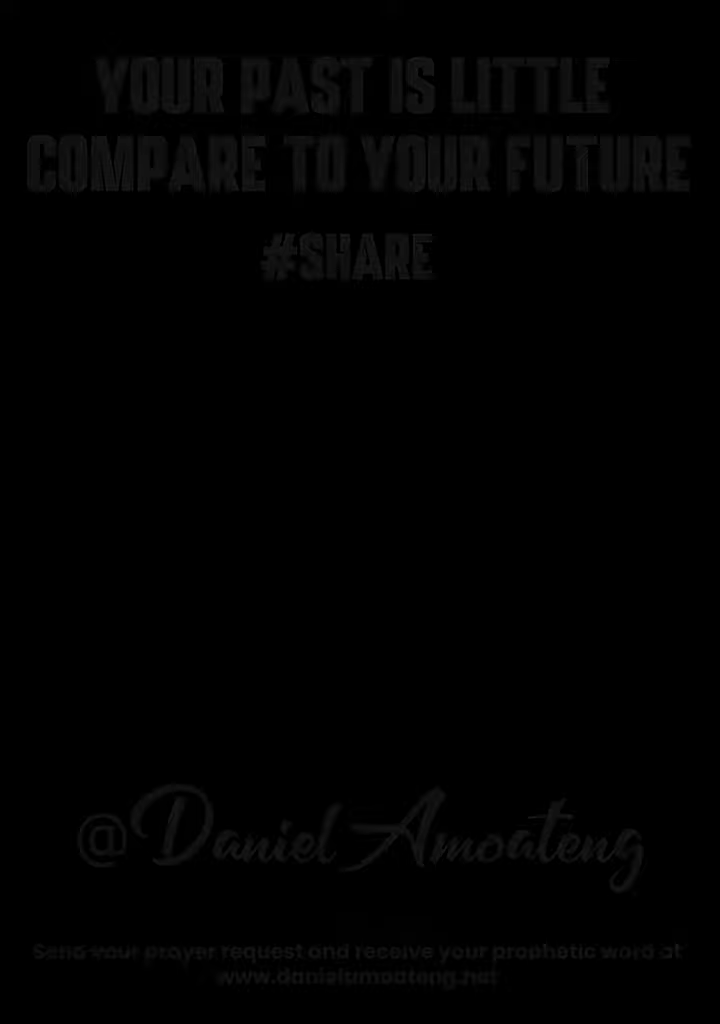 YOUR PAST IS LITTLE
COMPARE TO YOUR FUTURE
#SHARE
@Daniel Amoateng
Send your prayer request and receive your prophetic word at
www.danielamoateng.net